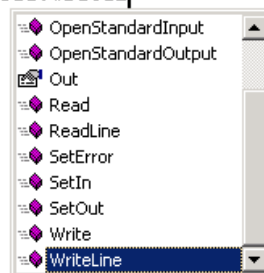 OpenStandardInput
OpenStandardOutput
Out
Read
ReadLine
SetError
SetIn
SetOut
Write
WriteLine